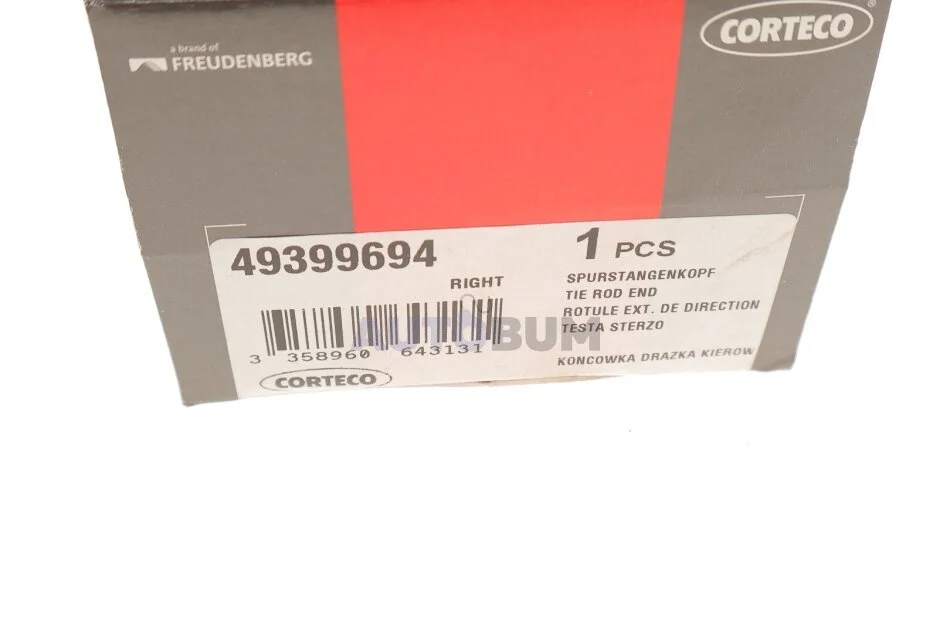 a brand of
FREUDENBERG
CORTECO®
49399694
RIGHT
1 PCS
SPURSTANGENKOPF
TIE ROD END
ROTULE EXT. DE DIRECTION
TESTA STERZO
KONCOWKA DRAZKA KIEROW
AUTOBUM
3 358960 643131
CORTECO